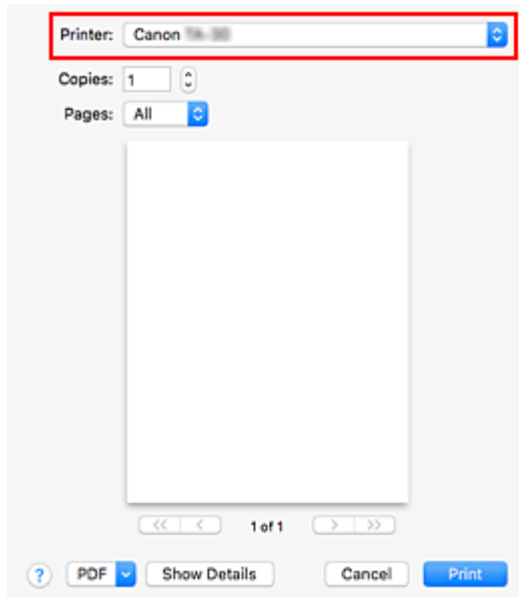 Printer: Canon
Copies: 1
Pages: All
<< < 1 of 1 > >>
? PDF Show Details Cancel Print